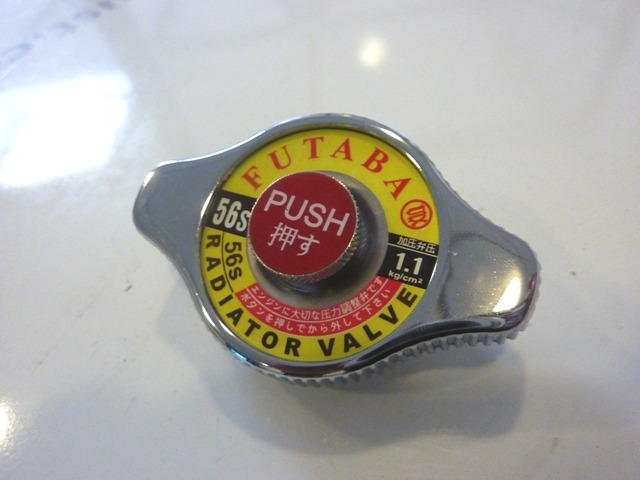 FUTABA
56s
PUSH
押す
加圧弁圧
1.1
kg/cm²
56s
エンジンに大切な圧力調整弁です
ボタンを押してから外して下さい
RADIATOR VALVE